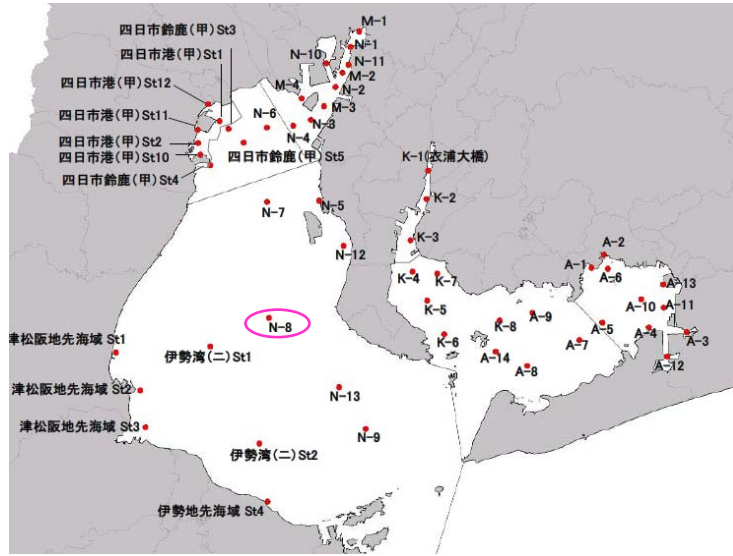 四日市鈴鹿(甲)St3
四日市港(甲)St1
四日市港(甲)St12
四日市港(甲)St11
四日市港(甲)St2
四日市港(甲)St10
四日市鈴鹿(甲)St4
M-1
N-1
N-10
N-11
M-2
M-4
N-2
M-3
N-6
N-4
N-3
四日市鈴鹿(甲)St5
K-1(衣浦大橋)
N-7
N-5
K-2
N-12
K-3
A-2
A-1
A-6
K-4
K-7
A-13
A-10
A-11
K-5
A-9
N-8
K-8
A-5
A-4
A-3
津松阪地先海域 St1
伊勢湾(二)St1
K-6
A-14
A-7
A-12
A-8
津松阪地先海域 St2
N-13
津松阪地先海域 St3
N-9
伊勢湾(二)St2
伊勢地先海域 St4